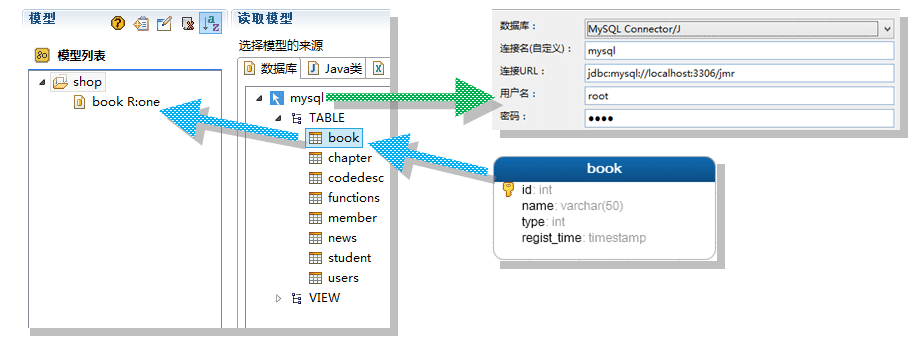 模型
模型列表
shop
book R:one
读取模型
选择模型的来源
数据库
Java类
mysql
TABLE
book
chapter
codedesc
functions
member
news
student
users
VIEW
数据库：
MySQL Connector/J
连接名(自定义)：
mysql
连接URL：
jdbc:mysql://localhost:3306/jmr
用户名：
root
密码：
●●●●
book
id: int
name: varchar(50)
type: int
regist_time: timestamp